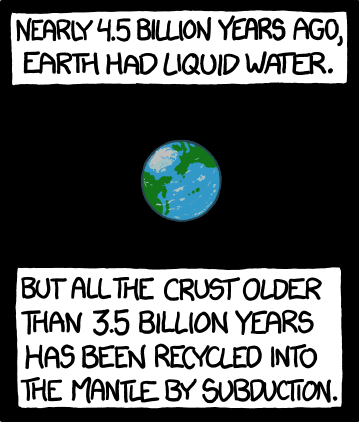 NEARLY 4.5 BILLION YEARS AGO,
EARTH HAD LIQUID WATER.
BUT ALL THE CRUST OLDER
THAN 3.5 BILLION YEARS
HAS BEEN RECYCLED INTO
THE MANTLE BY SUBDUCTION.